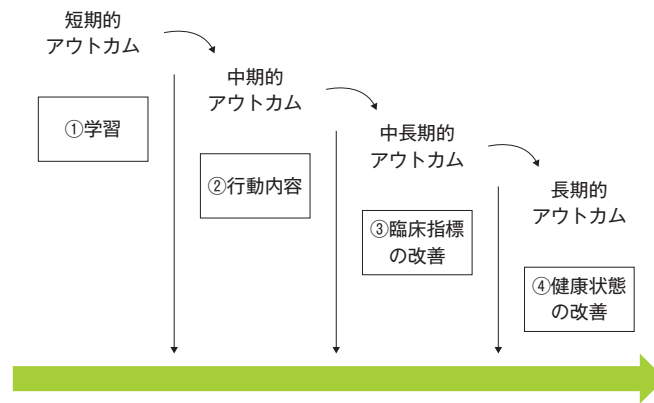 短期的
アウトカム
①学習
中期的
アウトカム
②行動内容
中長期的
アウトカム
③臨床指標
の改善
長期的
アウトカム
④健康状態
の改善